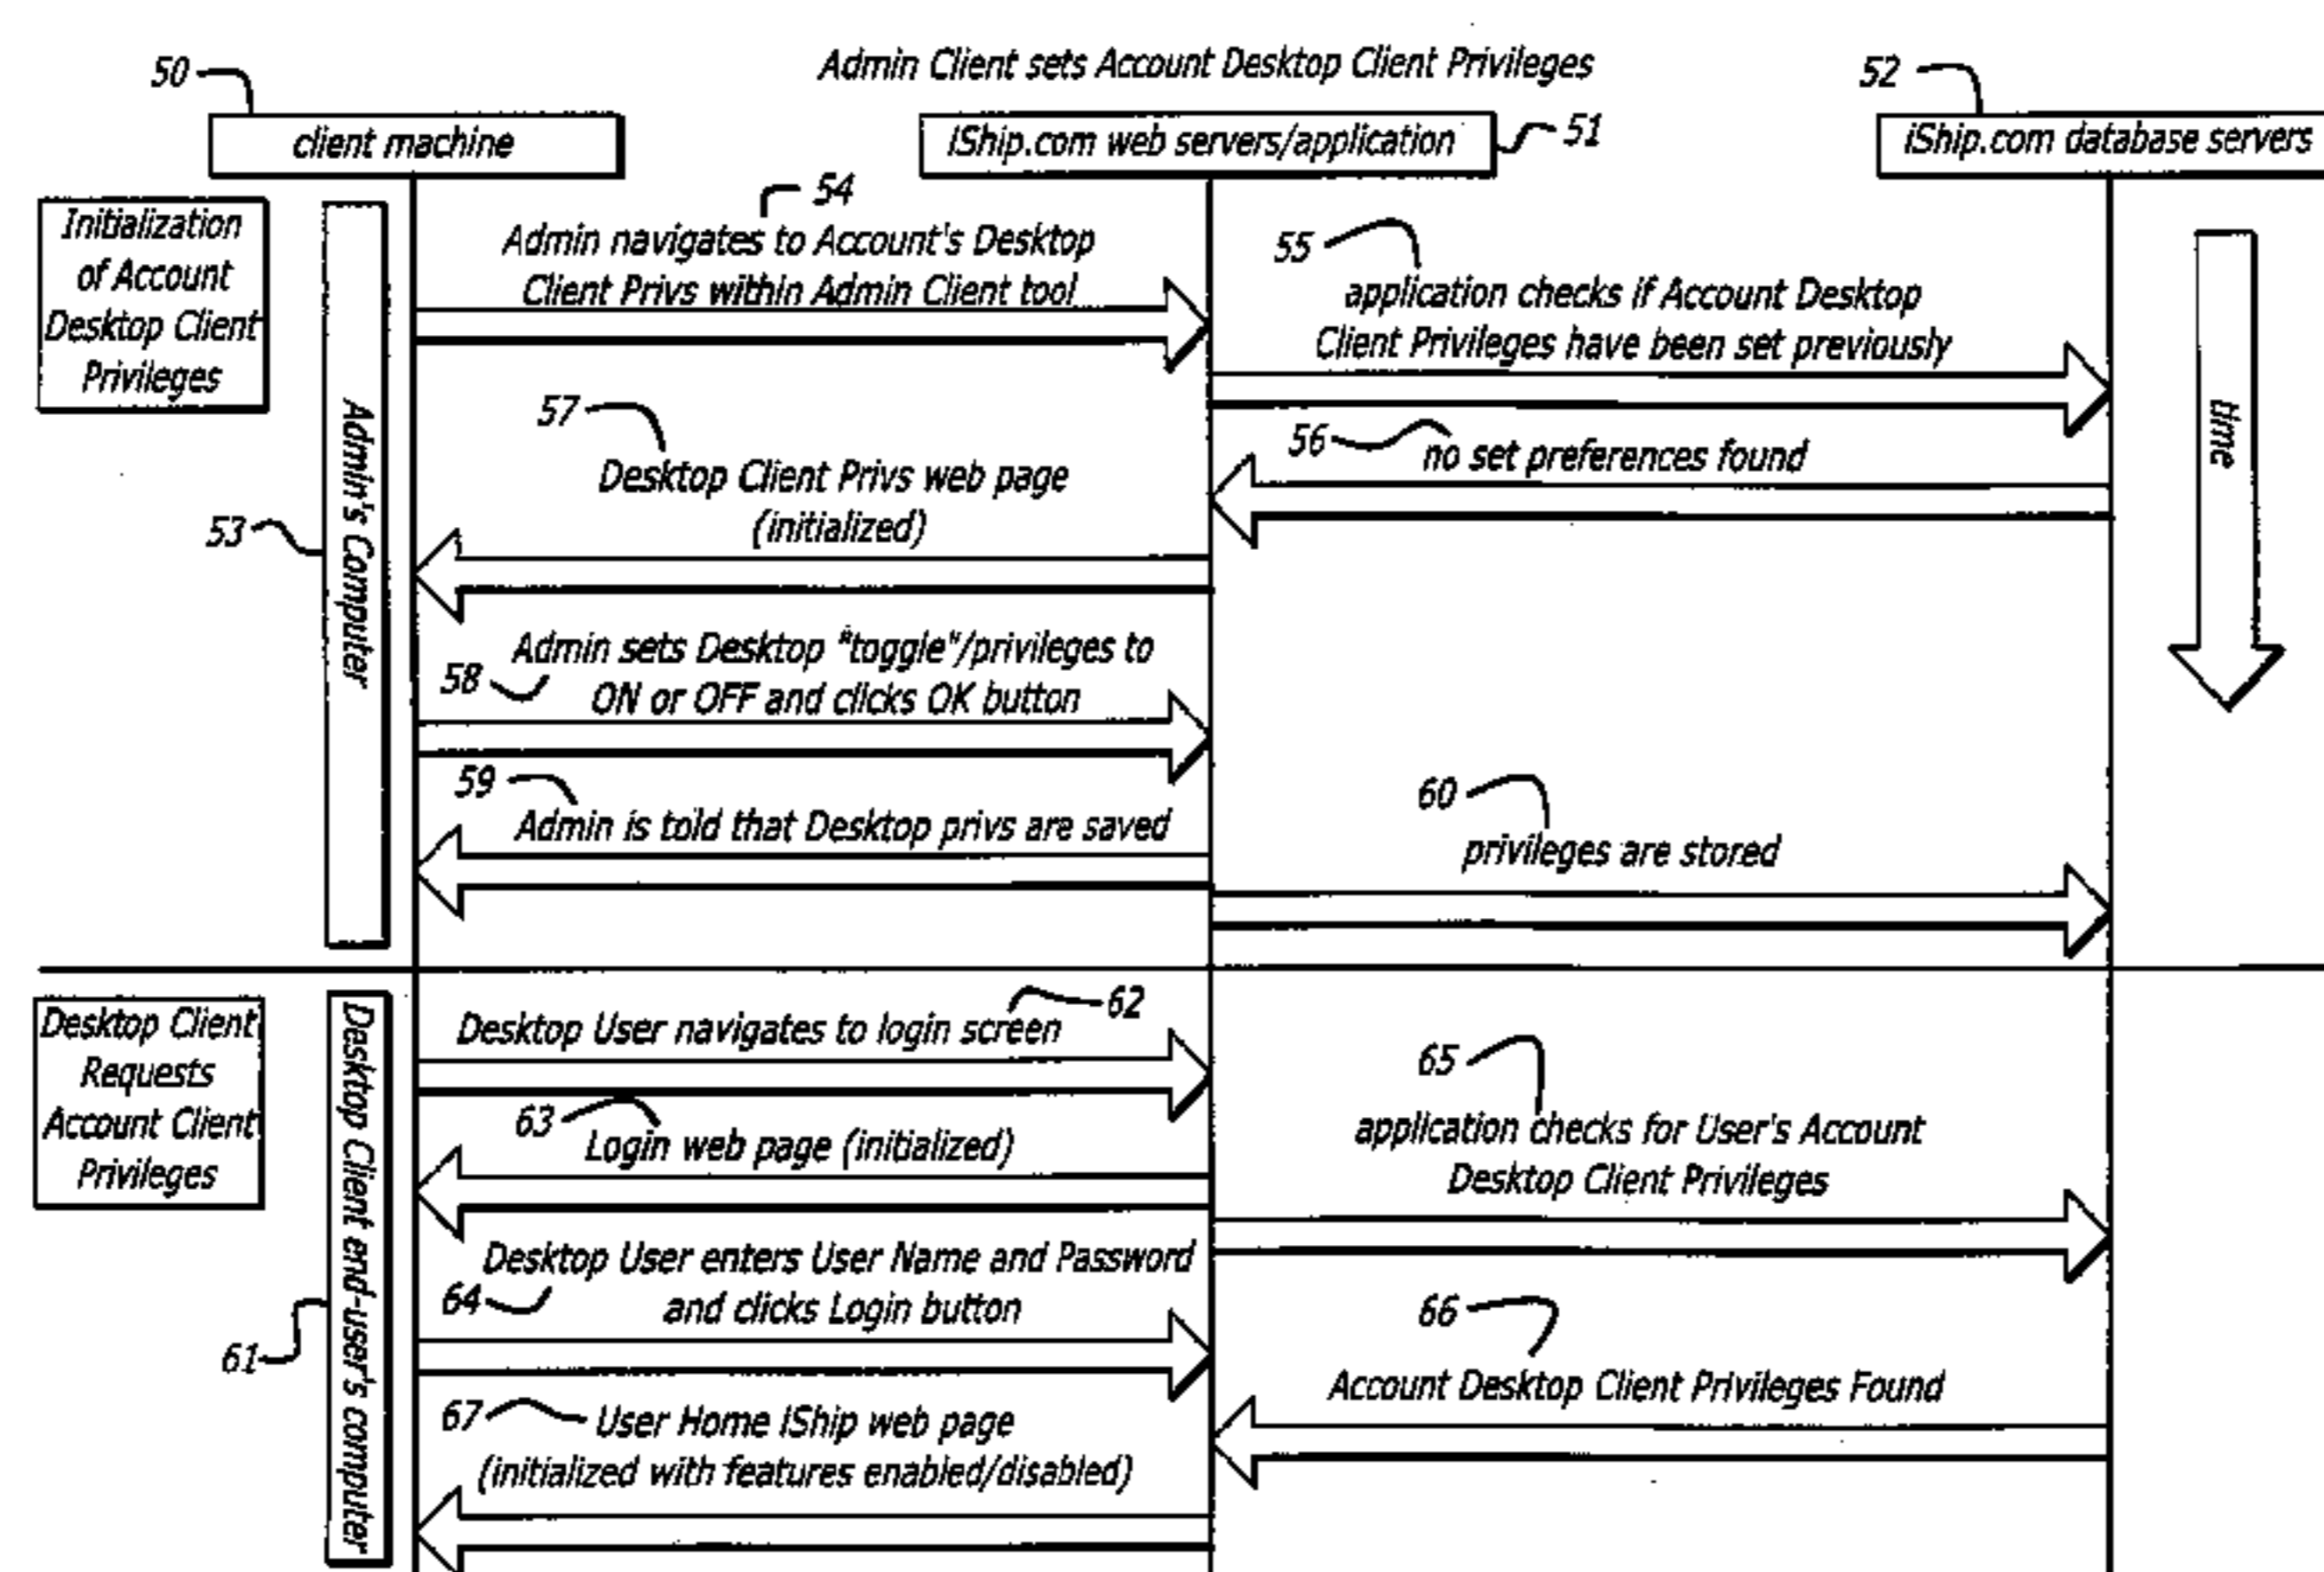 Admin Client sets Account Desktop Client Privileges
50
52
client machine
IShip.com web servers/application
51
iShip.com database servers
Initialization
of Account
Desktop Client
Privileges
Admin's Computer
53
54
Admin navigates to Account's Desktop
Client Privs within Admin Client tool
55
application checks if Account Desktop
Client Privileges have been set previously
time
56
no set preferences found
57
Desktop Client Privs web page
(initialized)
58
Admin sets Desktop "toggle"/privileges to
ON or OFF and clicks OK button
59
Admin is told that Desktop privs are saved
60
privileges are stored
Desktop Client
Requests
Account Client
Privileges
Desktop Client end-user's computer
61
62
Desktop User navigates to login screen
63
Login web page (initialized)
65
application checks for User's Account
Desktop Client Privileges
64
Desktop User enters User Name and Password
and clicks Login button
66
Account Desktop Client Privileges Found
67
User Home IShip web page
(initialized with features enabled/disabled)